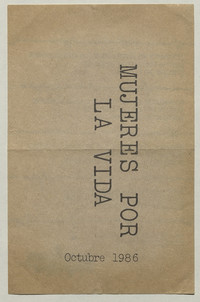 MUJERES POR
LA VIDA
Octubre 1986